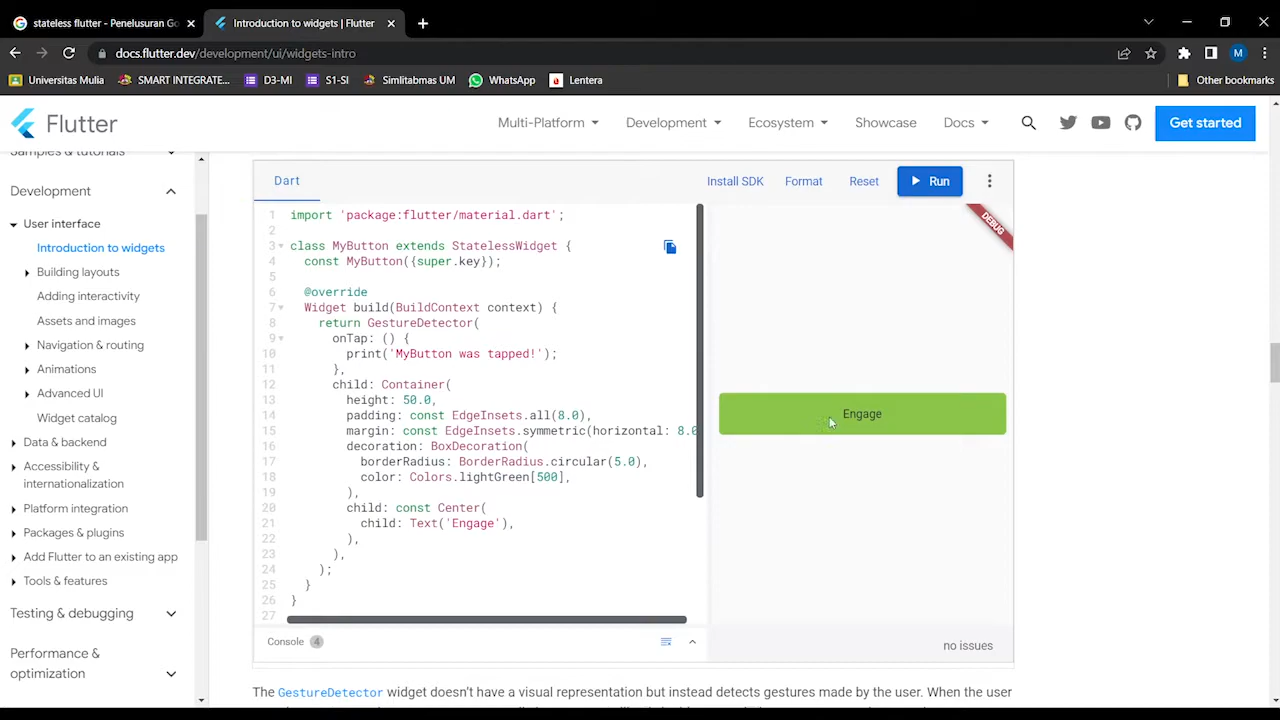 stateless flutter - Penelusuran Go
Introduction to widgets | Flutter
docs.flutter.dev/development/ui/widgets-intro
M
Universitas Mulia
SMART INTEGRATE...
D3-MI
S1-SI
Simlitabmas UM
WhatsApp
Lentera
Other bookmarks
Flutter
Multi-Platform
Development
Ecosystem
Showcase
Docs
Get started
Samples & tutorials
Development
User interface
Introduction to widgets
Building layouts
Adding interactivity
Assets and images
Navigation & routing
Animations
Advanced UI
Widget catalog
Data & backend
Accessibility &
internationalization
Platform integration
Packages & plugins
Add Flutter to an existing app
Tools & features
Testing & debugging
Performance &
optimization
Dart
Install SDK
Format
Reset
Run
1 import 'package:flutter/material.dart';
2
3 class MyButton extends StatelessWidget {
4 const MyButton({super.key});
5
6 @override
7 Widget build(BuildContext context) {
8 return GestureDetector(
9 onTap: () {
10 print('MyButton was tapped!');
11 },
12 child: Container(
13 height: 50.0,
14 padding: const EdgeInsets.all(8.0),
15 margin: const EdgeInsets.symmetric(horizontal: 8.0
16 decoration: BoxDecoration(
17 borderRadius: BorderRadius.circular(5.0),
18 color: Colors.lightGreen[500],
19 ),
20 child: const Center(
21 child: Text('Engage'),
22 ),
23 ),
24 );
25 }
26 }
27
DEBUG
Engage
Console 4
no issues
The GestureDetector widget doesn't have a visual representation but instead detects gestures made by the user. When the user